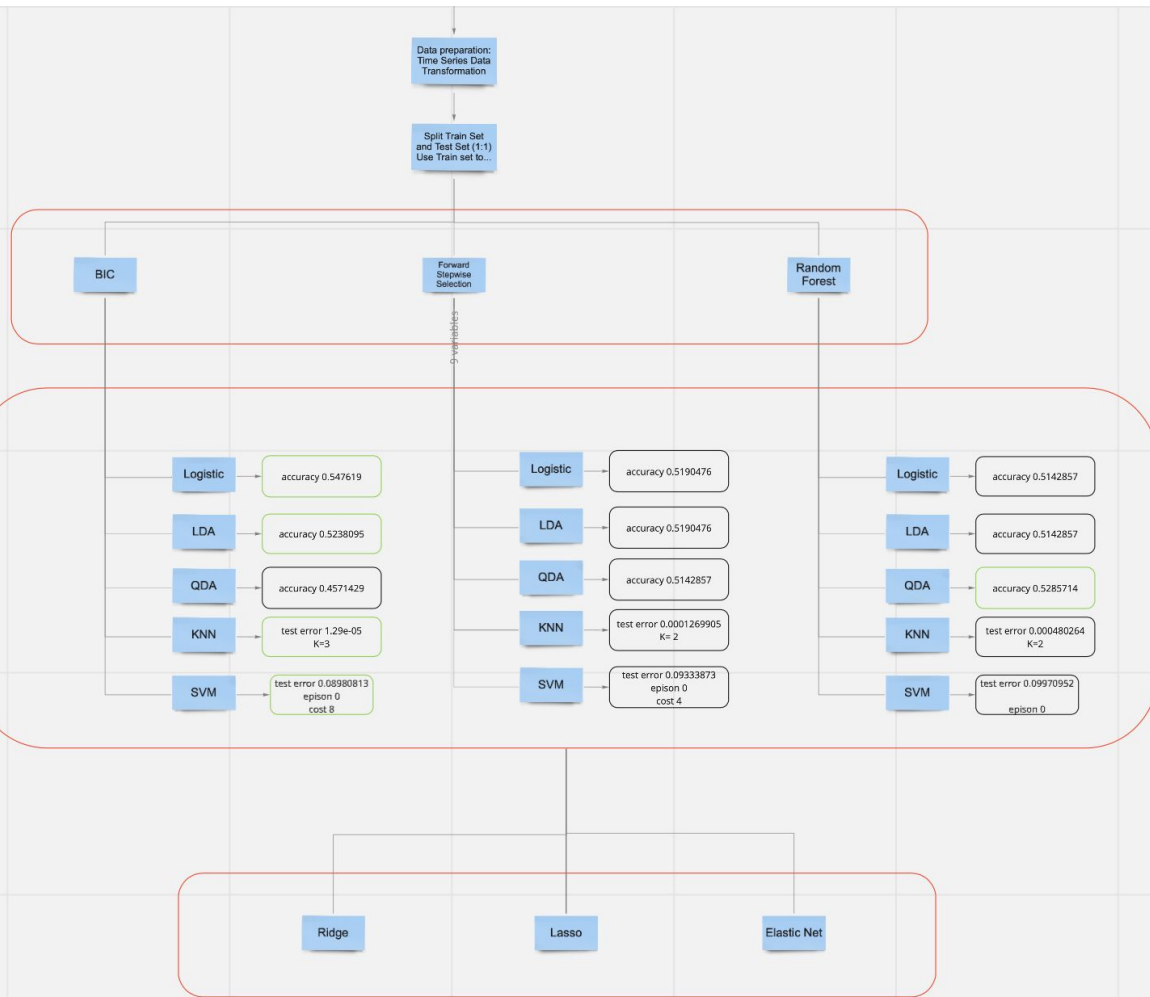 Data preparation:
Time Series Data
Transformation
Split Train Set
and Test Set (1:1)
Use Train set to...
BIC
Forward
Stepwise
Selection
Random
Forest
9 variables
Logistic
accuracy 0.547619
LDA
accuracy 0.5238095
QDA
accuracy 0.4571429
KNN
test error 1.29e-05
K=3
SVM
test error 0.08980813
epison 0
cost 8
Logistic
accuracy 0.5190476
LDA
accuracy 0.5190476
QDA
accuracy 0.5142857
KNN
test error 0.0001269905
K= 2
SVM
test error 0.09333873
epison 0
cost 4
Logistic
accuracy 0.5142857
LDA
accuracy 0.5142857
QDA
accuracy 0.5285714
KNN
test error 0.000480264
K=2
SVM
test error 0.09970952
epison 0
Ridge
Lasso
Elastic Net